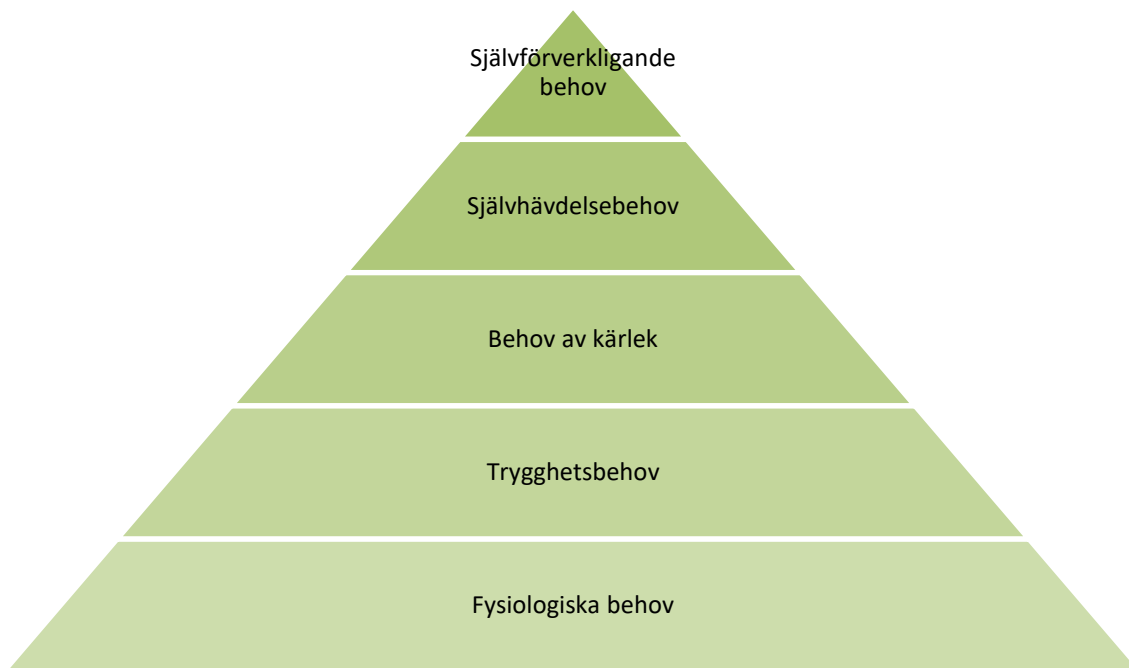 Självförverkligande
behov
Självhävdelsebehov
Behov av kärlek
Trygghetsbehov
Fysiologiska behov